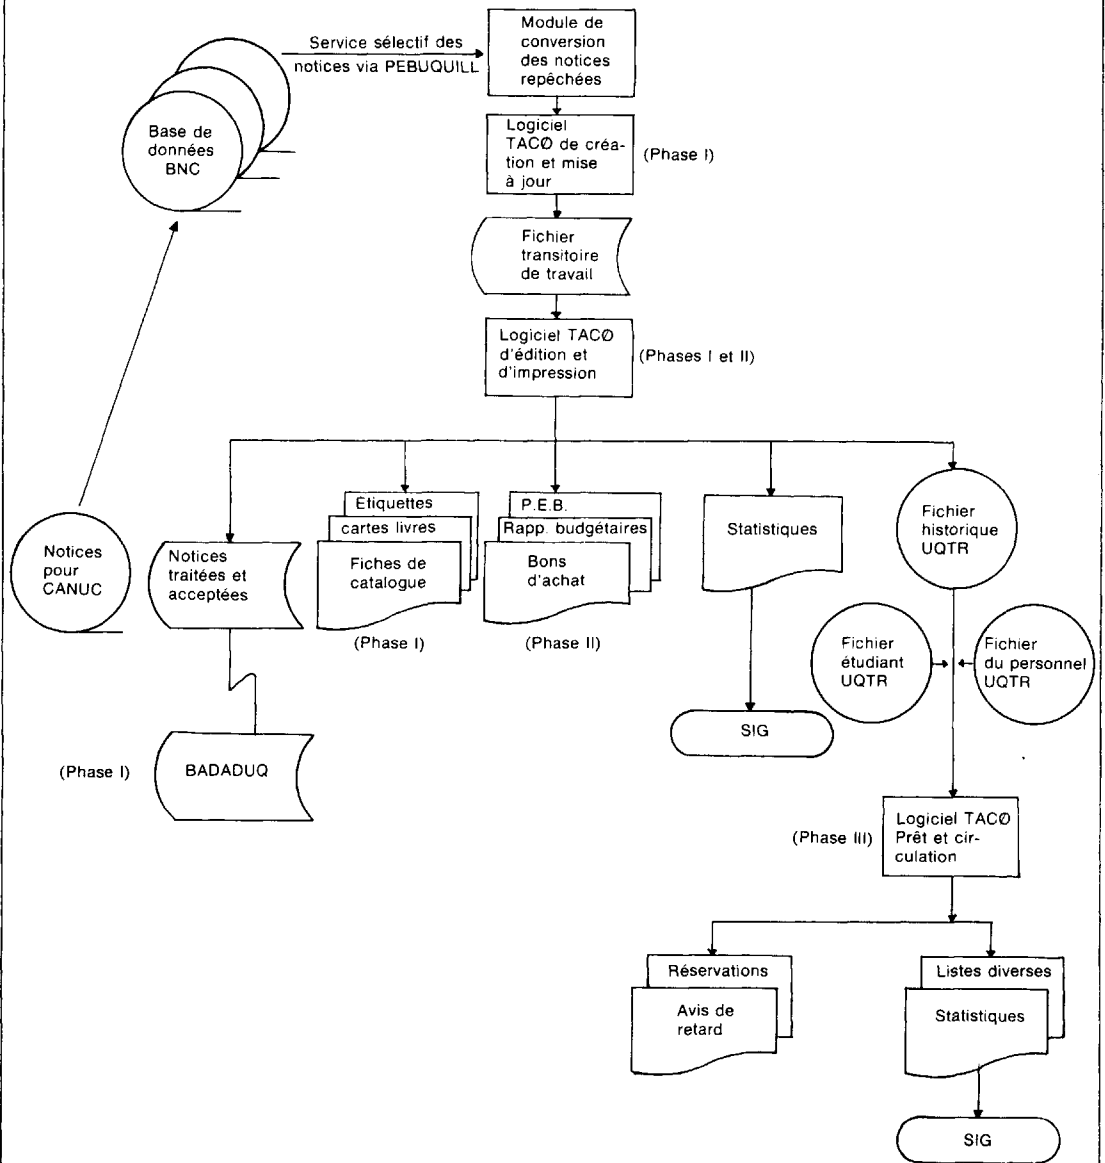 Service sélectif des
notices via PEBUQUILL
Module de
conversion
des notices
repêchées
Base de
données
BNC
Logiciel
TACØ de créa-
tion et mise
à jour
(Phase I)
Fichier
transitoire
de travail
Logiciel TACØ
d'édition et
d'impression
(Phases I et II)
Notices
pour
CANUC
Notices
traitées et
acceptées
Etiquettes
cartes livres
Fiches de
catalogue
(Phase I)
P.E.B.
Rapp. budgétaires
Bons
d'achat
(Phase II)
Statistiques
Fichier
historique
UQTR
Fichier
étudiant
UQTR
Fichier
du personnel
UQTR
SIG
(Phase I)
BADADUQ
(Phase III)
Logiciel TACØ
Prêt et cir-
culation
Réservations
Avis de
retard
Listes diverses
Statistiques
SIG